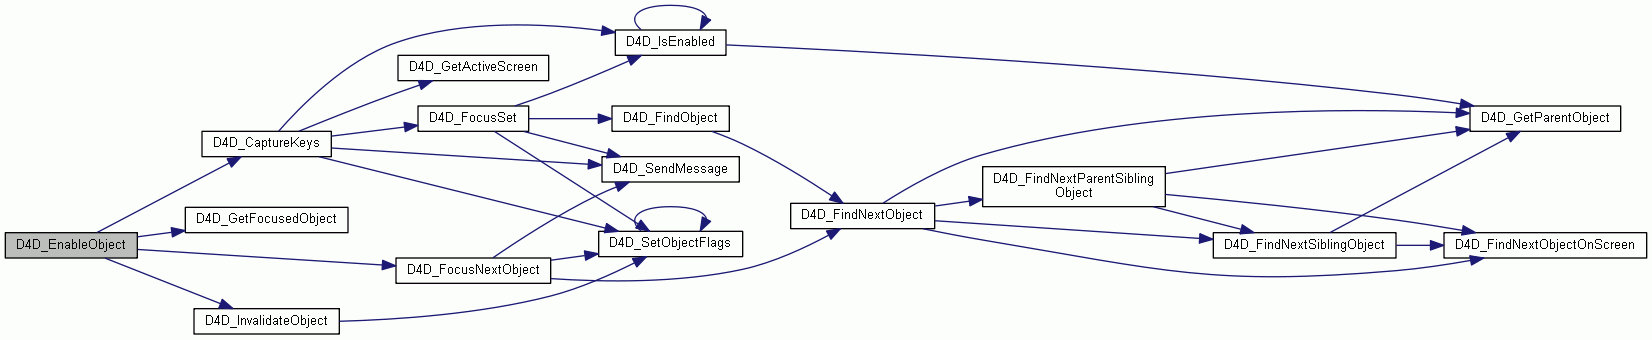 D4D_IsEnabled
D4D_GetActiveScreen
D4D_FocusSet
D4D_FindObject
D4D_GetParentObject
D4D_CaptureKeys
D4D_SendMessage
D4D_FindNextParentSibling
Object
D4D_GetFocusedObject
D4D_FindNextObject
D4D_EnableObject
D4D_SetObjectFlags
D4D_FindNextSiblingObject
D4D_FindNextObjectOnScreen
D4D_FocusNextObject
D4D_InvalidateObject